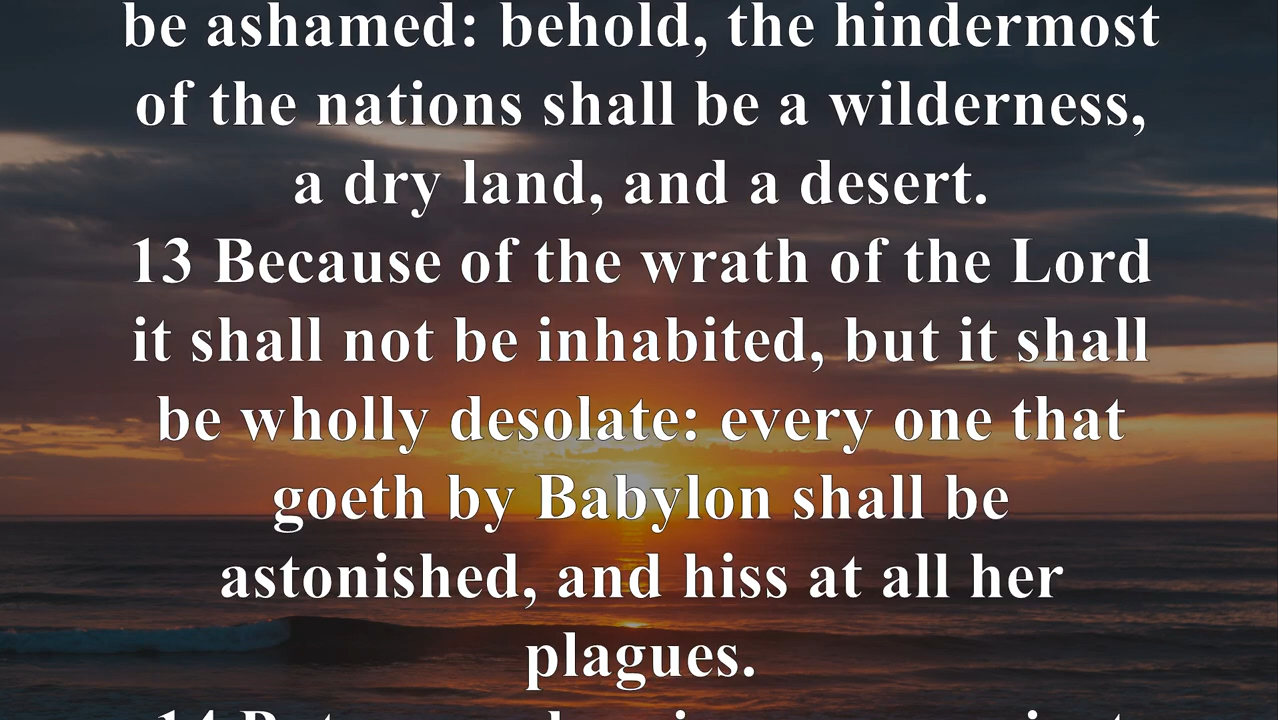 be ashamed: behold, the hindermost
of the nations shall be a wilderness,
a dry land, and a desert.
13 Because of the wrath of the Lord
it shall not be inhabited, but it shall
be wholly desolate: every one that
goeth by Babylon shall be
astonished, and hiss at all her
plagues.